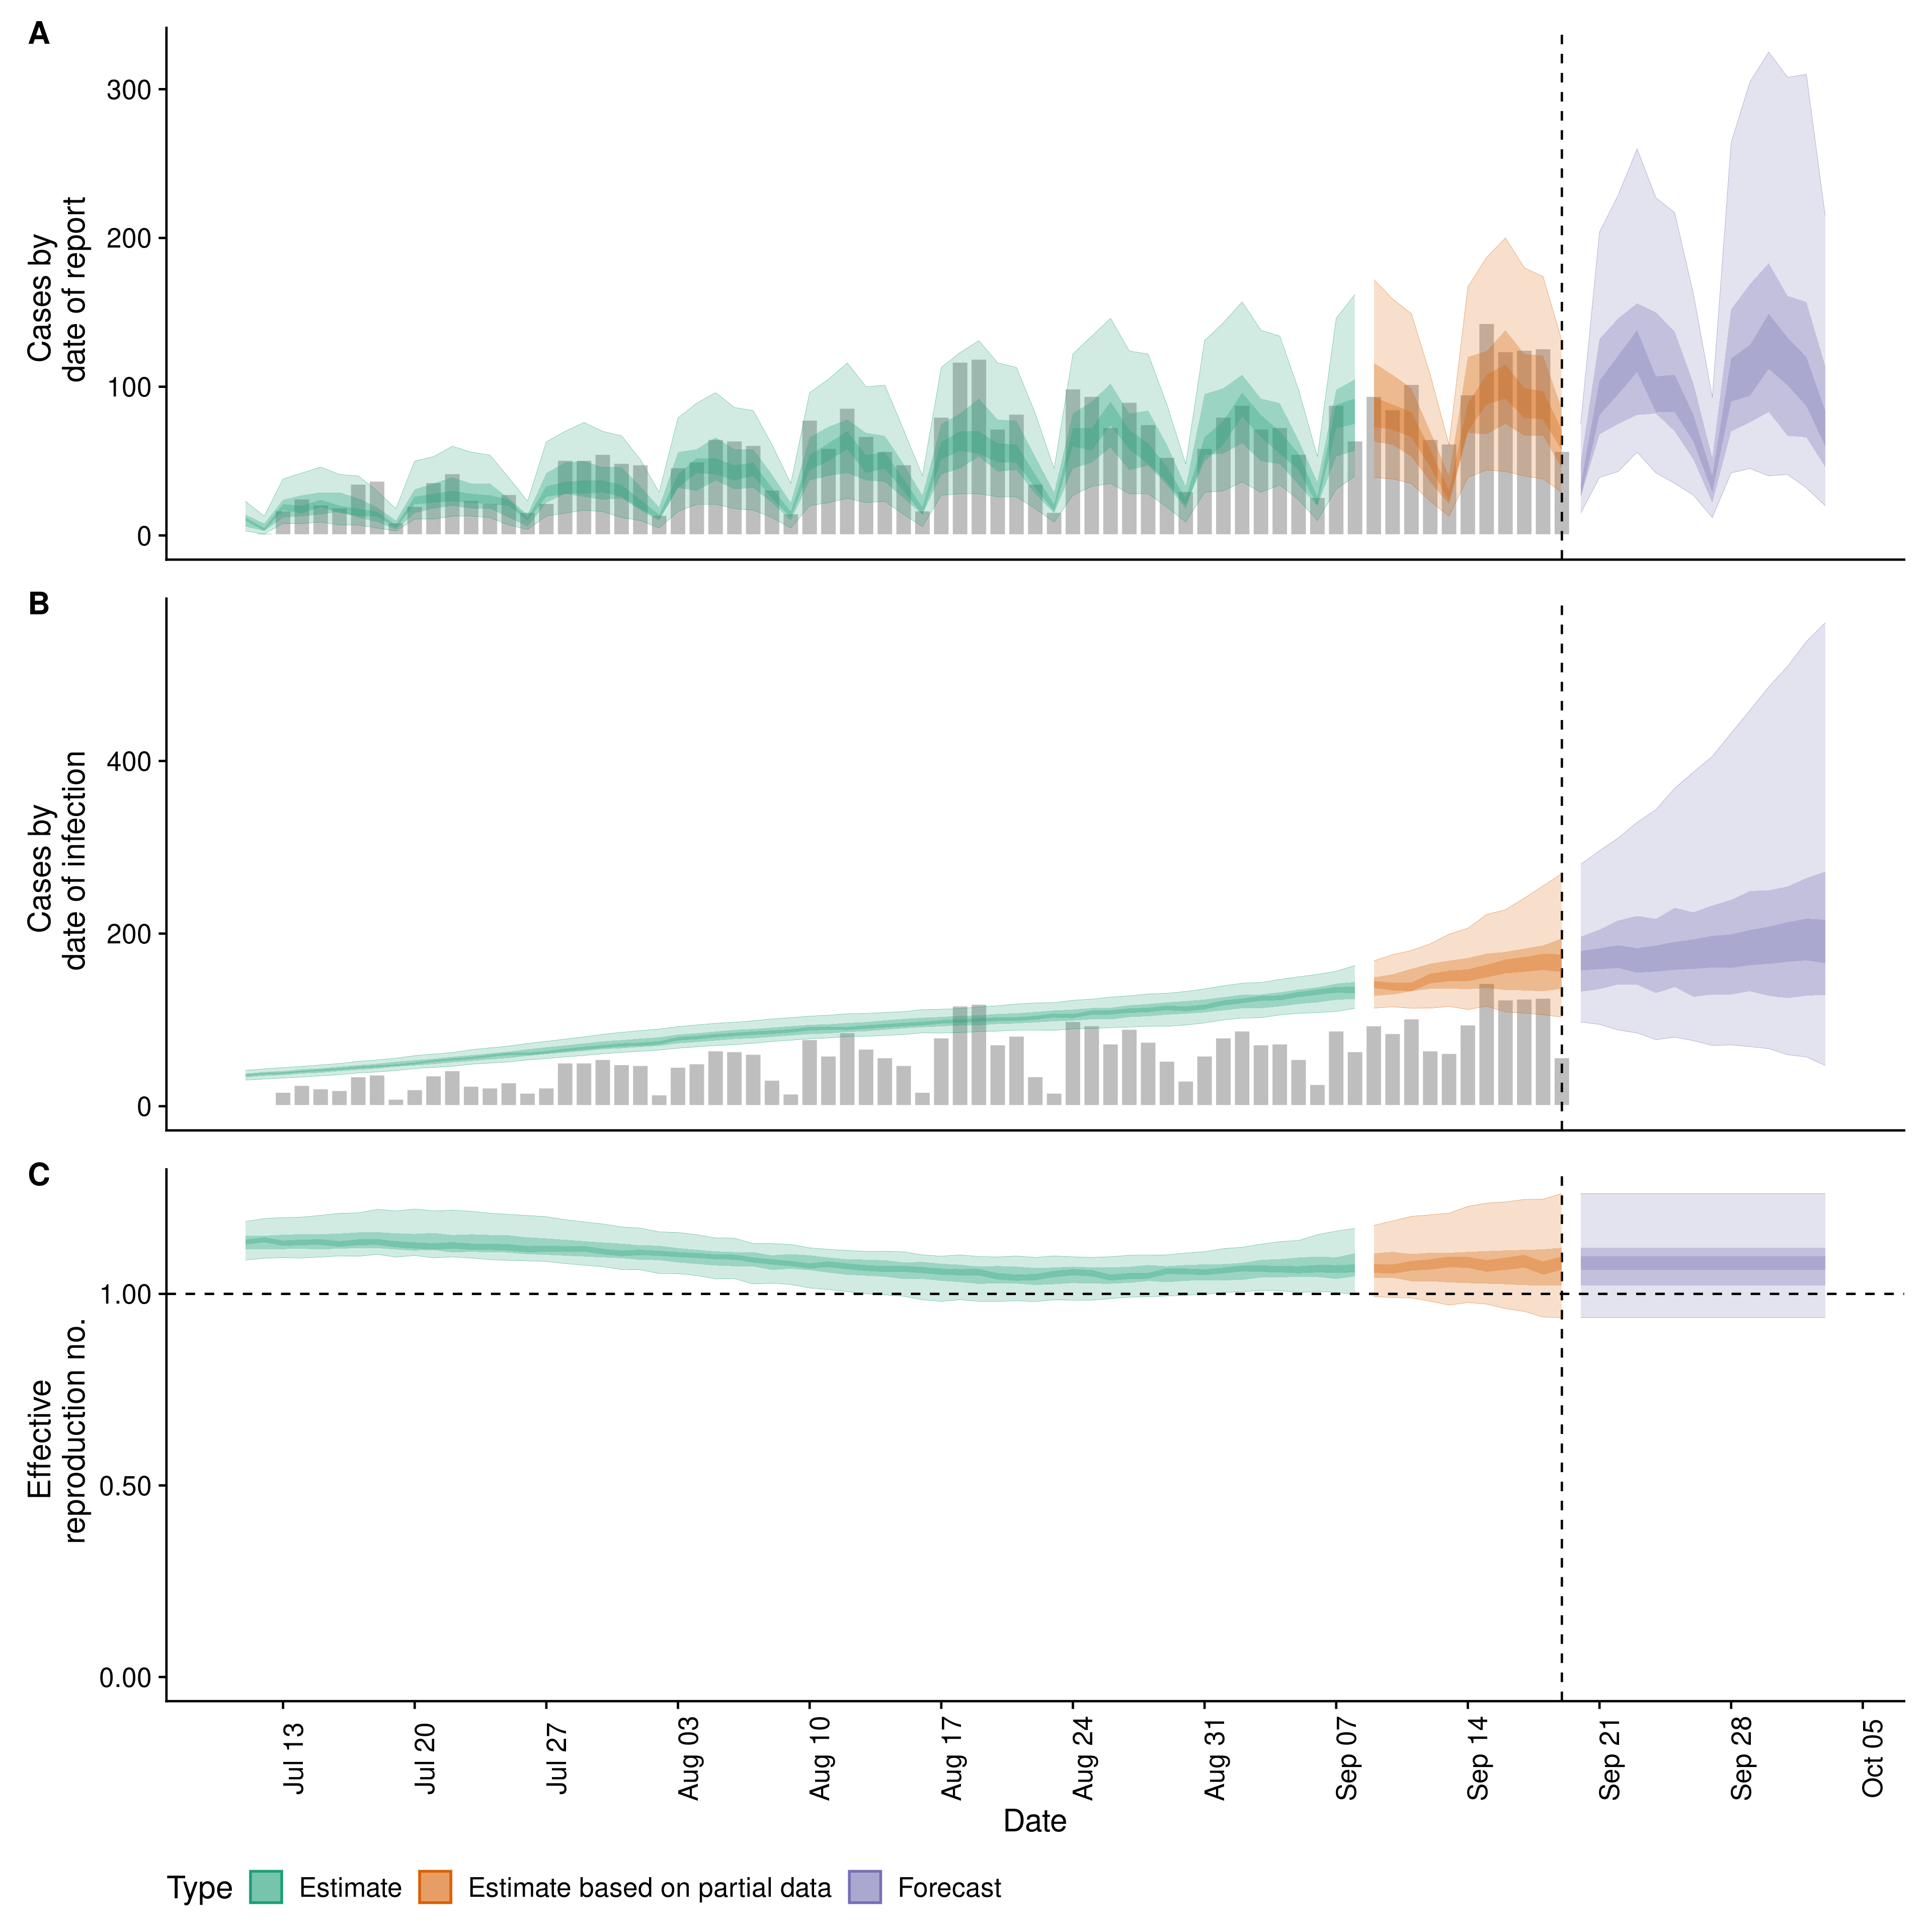 A
Cases by
date of report
300
200
100
0
B
Cases by
date of infection
400
200
0
C
Effective
reproduction no.
1.00
0.50
0.00
Jul 13
Jul 20
Jul 27
Aug 03
Aug 10
Aug 17
Aug 24
Aug 31
Sep 07
Sep 14
Sep 21
Sep 28
Oct 05
Date
Type Estimate Estimate based on partial data Forecast